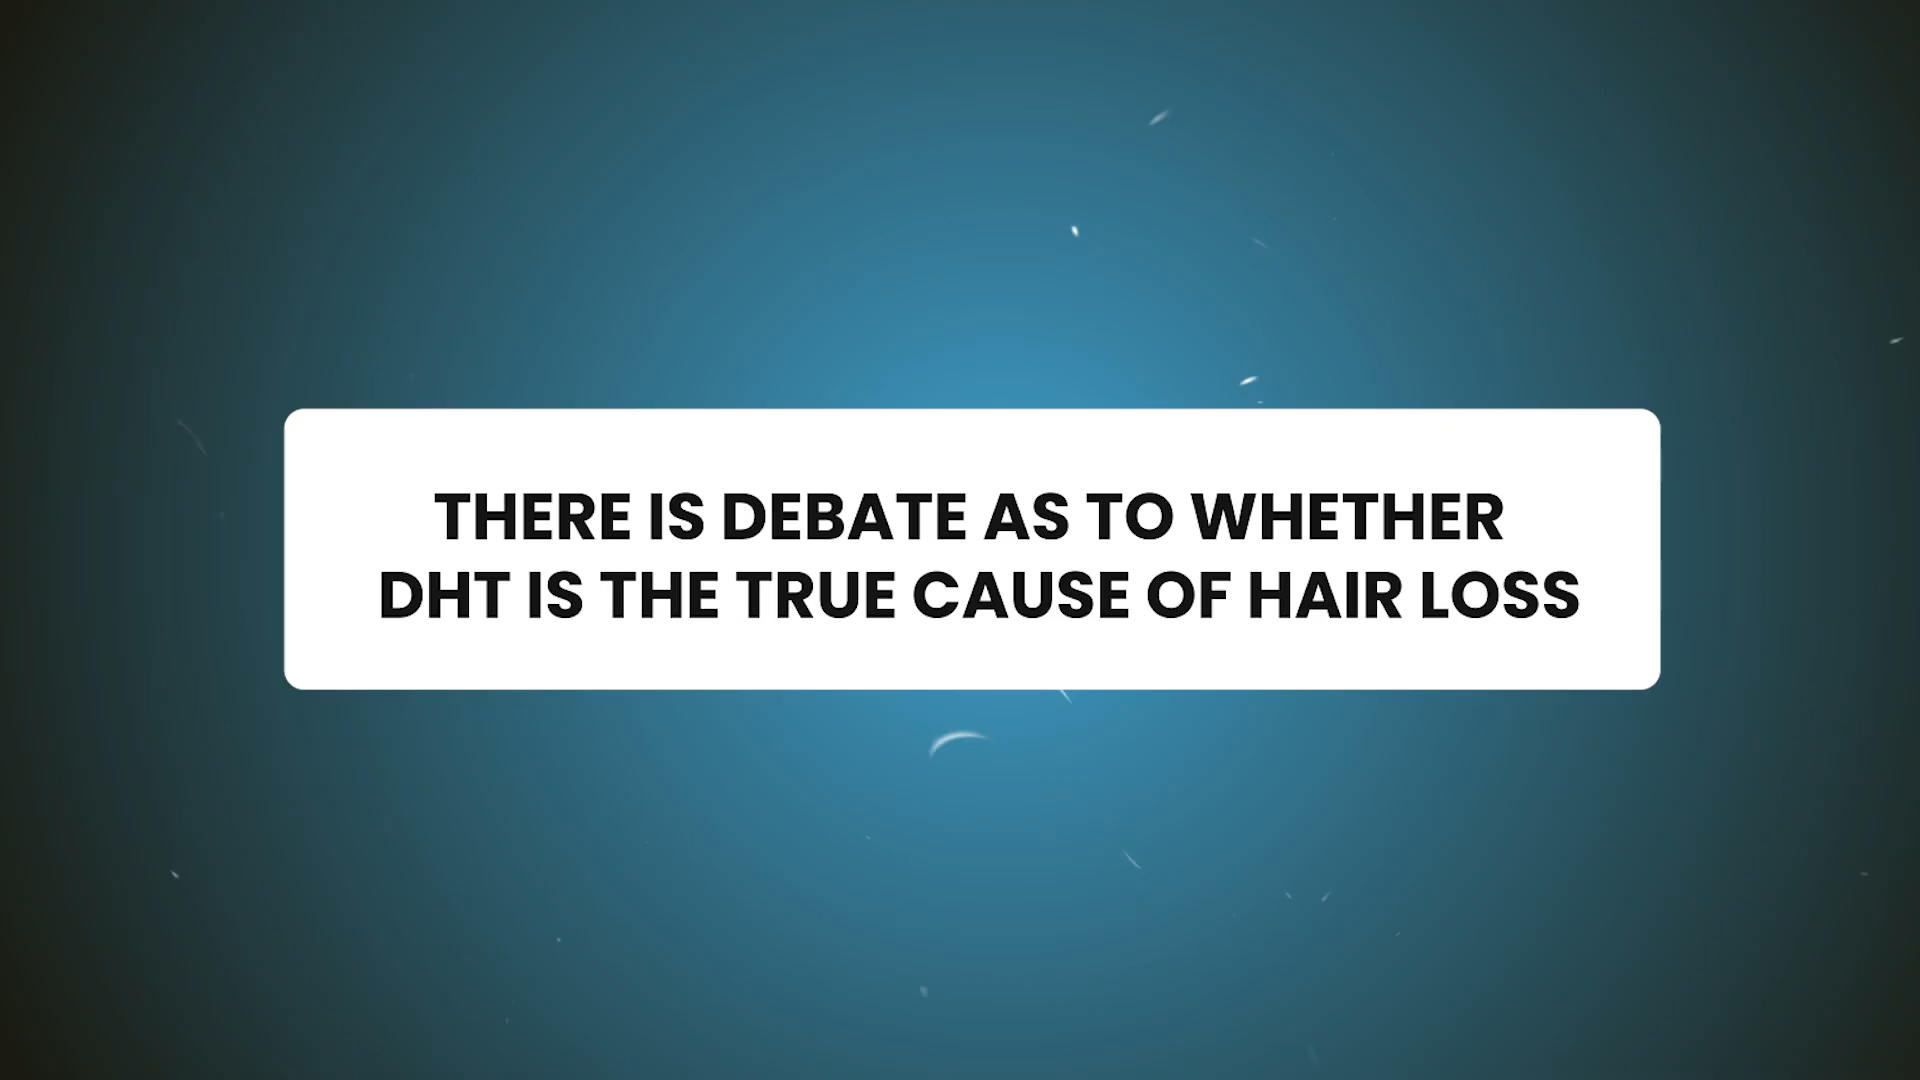 THERE IS DEBATE AS TO WHETHER
DHT IS THE TRUE CAUSE OF HAIR LOSS